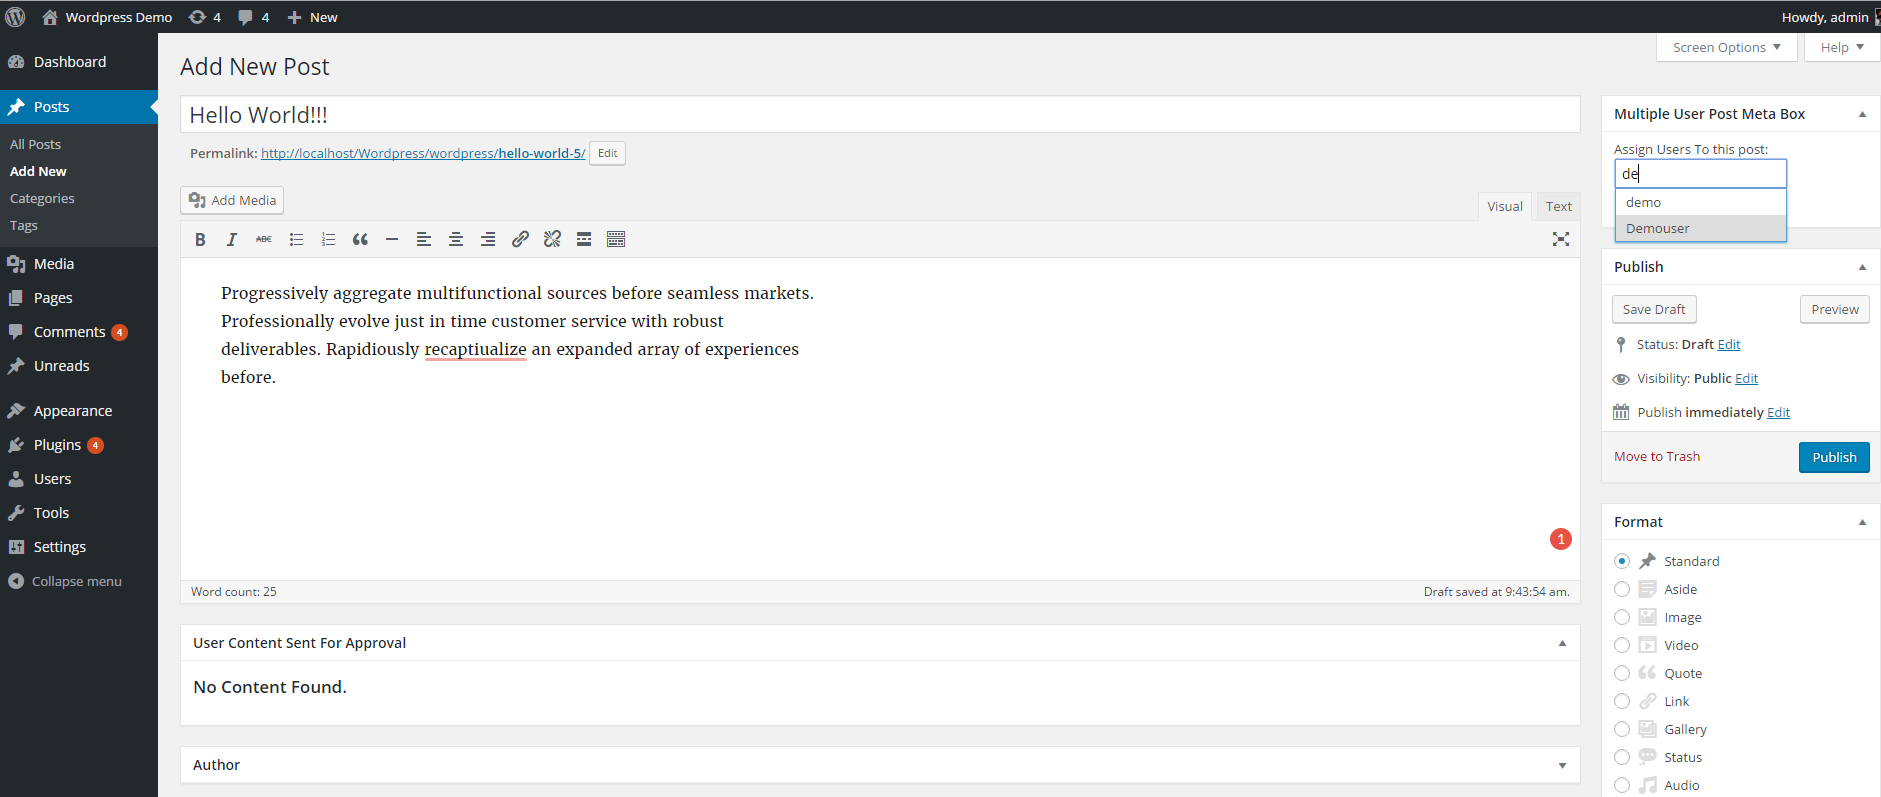 Wordpress Demo 4 4 New
Howdy, admin
Dashboard
Posts
All Posts
Add New
Categories
Tags
Media
Pages
Comments 4
Unreads
Appearance
Plugins 4
Users
Tools
Settings
Collapse menu
Screen Options
Help
Add New Post
Hello World!!!
Permalink: http://localhost/Wordpress/wordpress/hello-world-5/ Edit
Add Media
Visual Text
B I ABC
Progressively aggregate multifunctional sources before seamless markets.
Professionally evolve just in time customer service with robust
deliverables. Rapidiously recaptiualize an expanded array of experiences
before.
1
Word count: 25
Draft saved at 9:43:54 am.
User Content Sent For Approval
No Content Found.
Author
Multiple User Post Meta Box
Assign Users To this post:
de
demo
Demouser
Publish
Save Draft
Preview
Status: Draft Edit
Visibility: Public Edit
Publish immediately Edit
Move to Trash
Publish
Format
Standard
Aside
Image
Video
Quote
Link
Gallery
Status
Audio